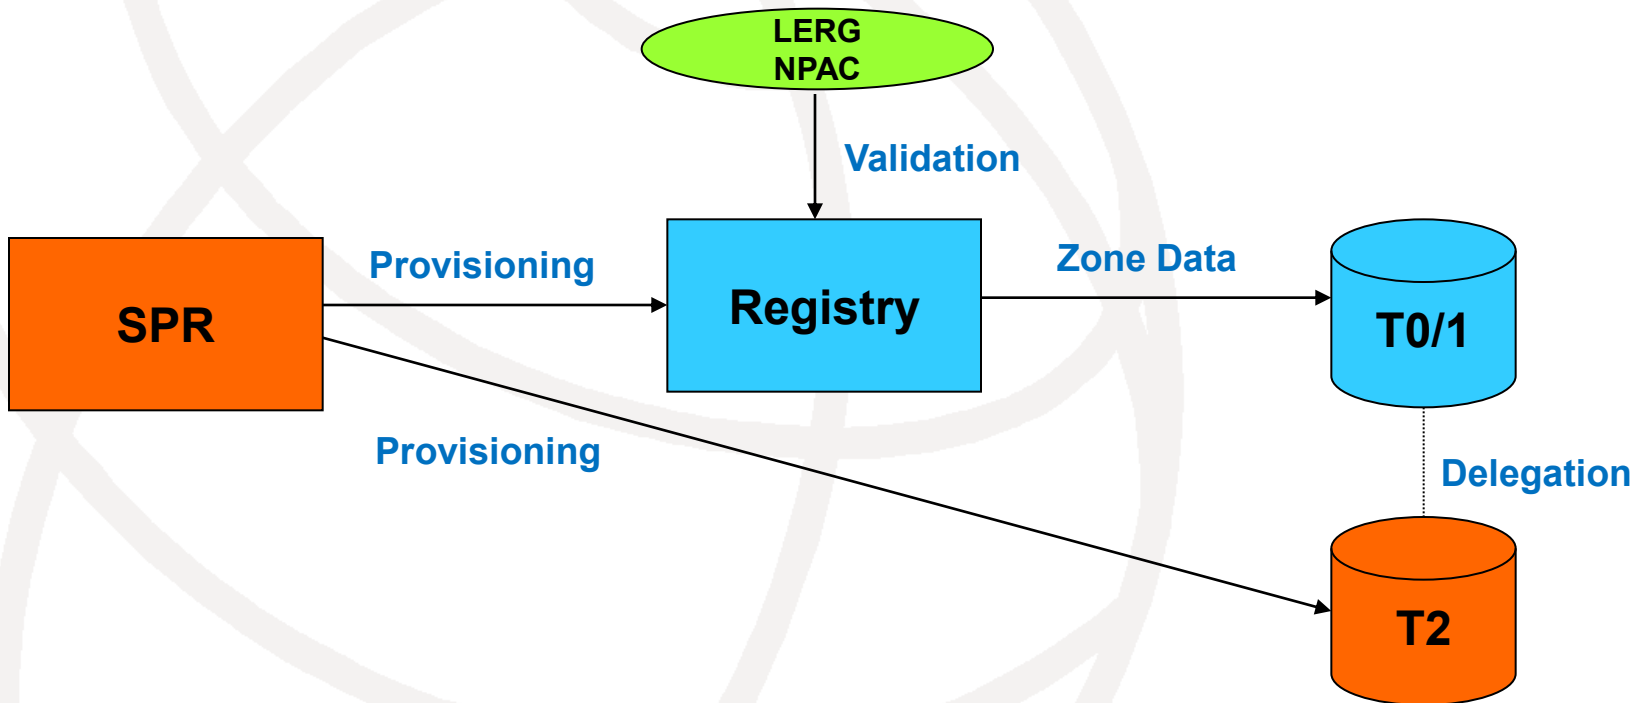 LERG
NPAC
Validation
Provisioning
Zone Data
SPR
Registry
T0/1
Provisioning
Delegation
T2